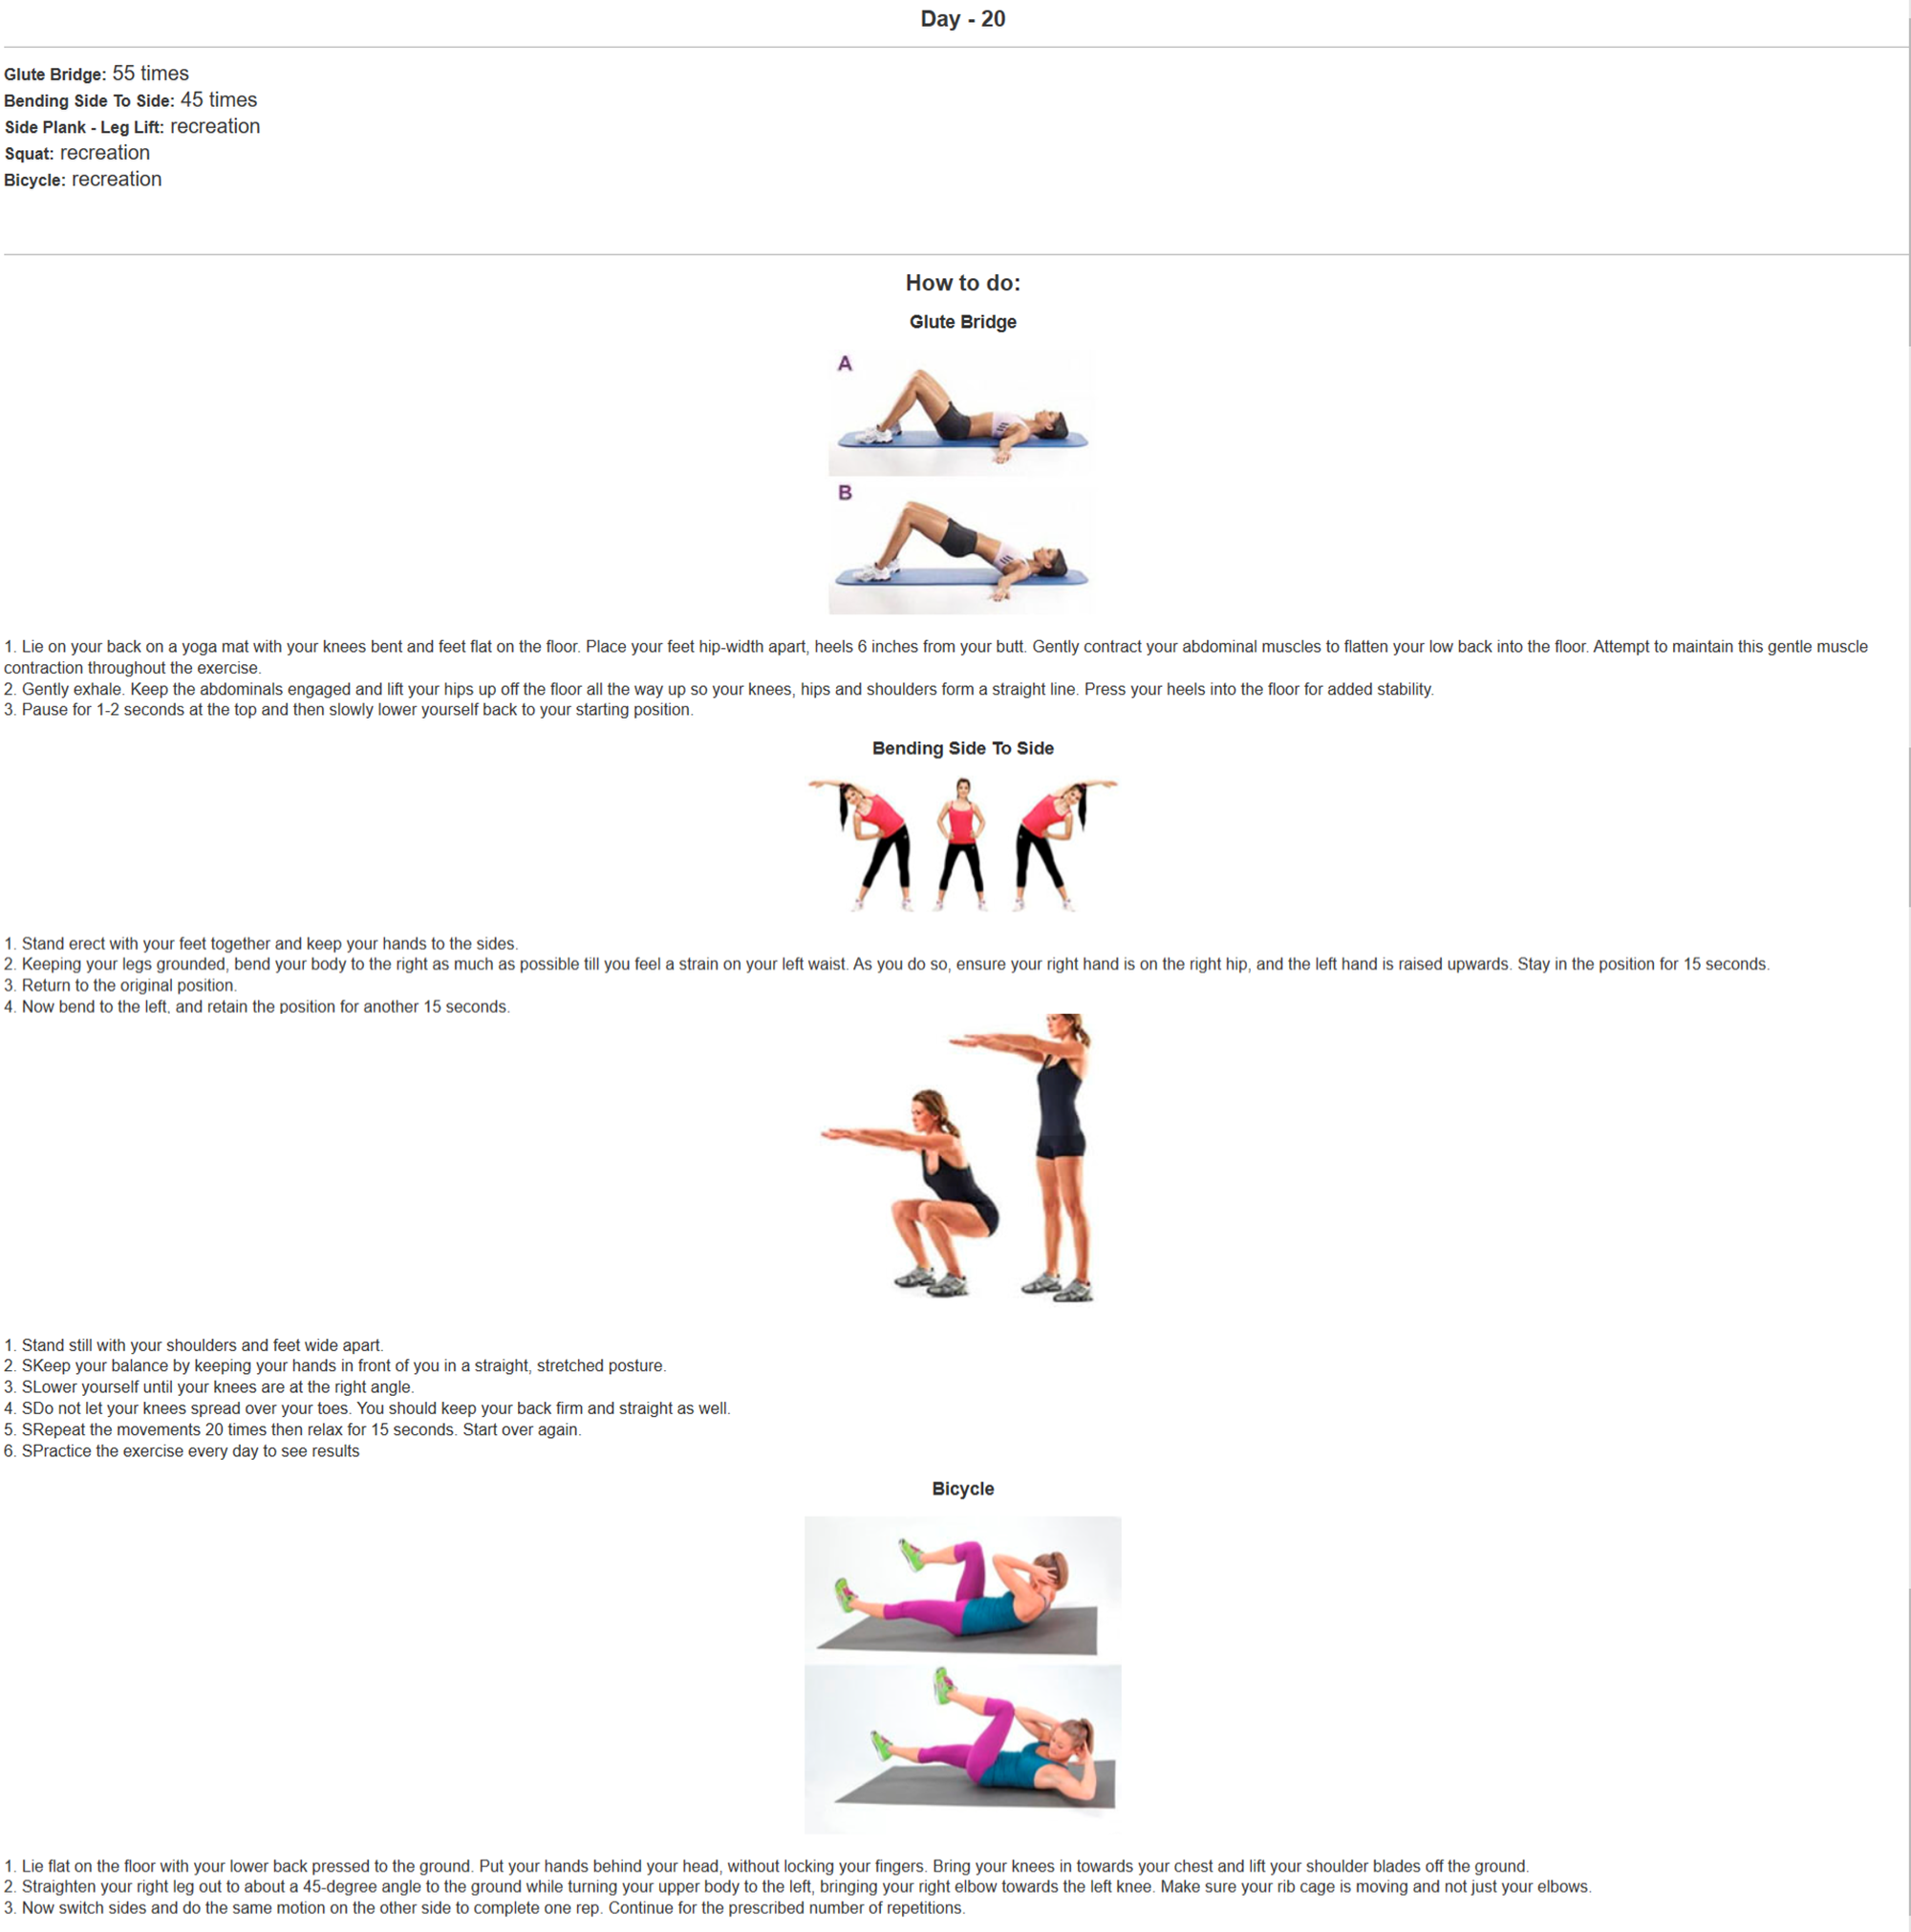 Day - 20
Glute Bridge: 55 times
Bending Side To Side: 45 times
Side Plank - Leg Lift: recreation
Squat: recreation
Bicycle: recreation
How to do:
Glute Bridge
A
B
1. Lie on your back on a yoga mat with your knees bent and feet flat on the floor. Place your feet hip-width apart, heels 6 inches from your butt. Gently contract your abdominal muscles to flatten your low back into the floor. Attempt to maintain this gentle muscle
contraction throughout the exercise.
2. Gently exhale. Keep the abdominals engaged and lift your hips up off the floor all the way up so your knees, hips and shoulders form a straight line. Press your heels into the floor for added stability.
3. Pause for 1-2 seconds at the top and then slowly lower yourself back to your starting position.
Bending Side To Side
1. Stand erect with your feet together and keep your hands to the sides.
2. Keeping your legs grounded, bend your body to the right as much as possible till you feel a strain on your left waist. As you do so, ensure your right hand is on the right hip, and the left hand is raised upwards. Stay in the position for 15 seconds.
3. Return to the original position.
4. Now bend to the left, and retain the position for another 15 seconds.
1. Stand still with your shoulders and feet wide apart.
2. SKeep your balance by keeping your hands in front of you in a straight, stretched posture.
3. SLower yourself until your knees are at the right angle.
4. SDo not let your knees spread over your toes. You should keep your back firm and straight as well.
5. SRepeat the movements 20 times then relax for 15 seconds. Start over again.
6. SPractice the exercise every day to see results
Bicycle
1. Lie flat on the floor with your lower back pressed to the ground. Put your hands behind your head, without locking your fingers. Bring your knees in towards your chest and lift your shoulder blades off the ground.
2. Straighten your right leg out to about a 45-degree angle to the ground while turning your upper body to the left, bringing your right elbow towards the left knee. Make sure your rib cage is moving and not just your elbows.
3. Now switch sides and do the same motion on the other side to complete one rep. Continue for the prescribed number of repetitions.